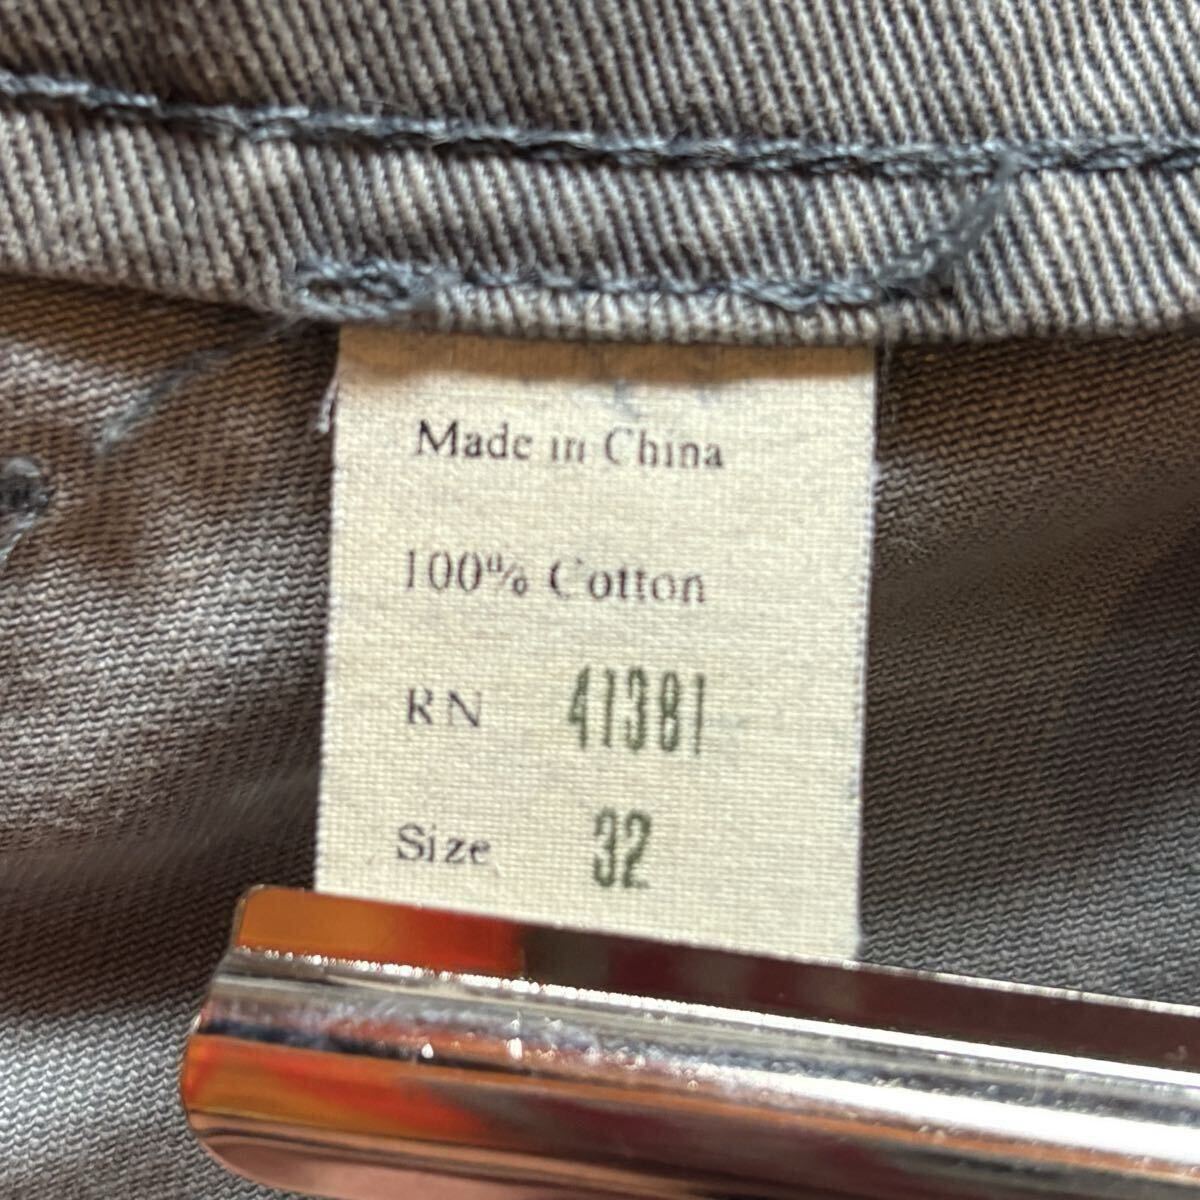 Made in China
100% Cotton
RN 41381
Size 32